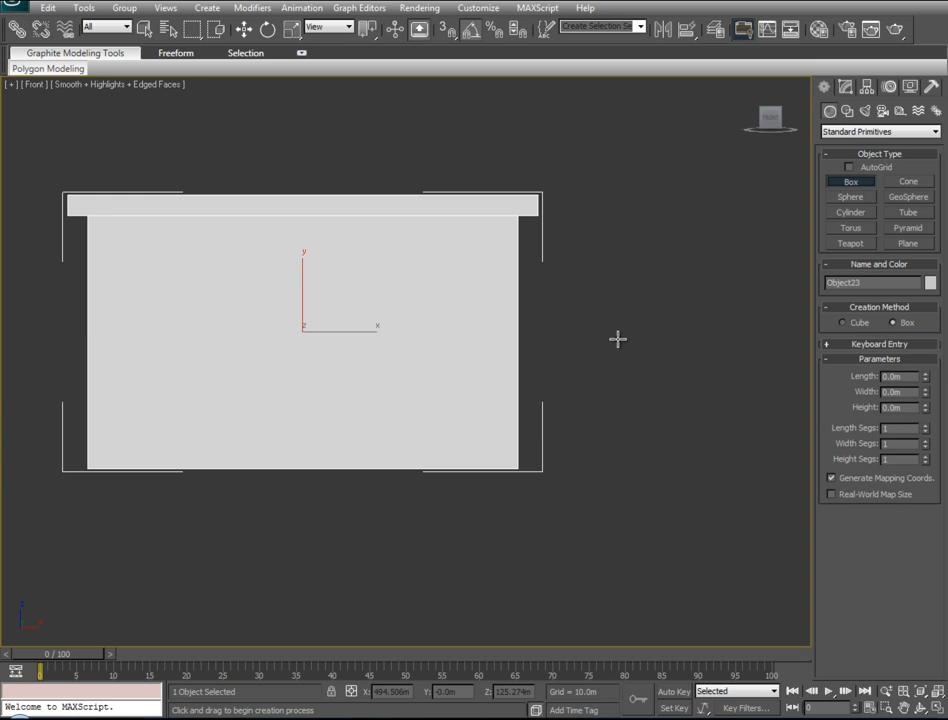 Edit Tools Group Views Create Modifiers Animation Graph Editors Rendering Customize MAXScript Help
All View 3 % Create Selection Se
Graphite Modeling Tools Freeform Selection
Polygon Modeling
[ + ] [ Front ] [ Smooth + Highlights + Edged Faces ]
FRONT
Standard Primitives
- Object Type
AutoGrid
Box Cone
Sphere GeoSphere
Cylinder Tube
Torus Pyramid
Teapot Plane
- Name and Color
Object23
- Creation Method
Cube Box
+ Keyboard Entry
- Parameters
Length: 0.0m
Width: 0.0m
Height: 0.0m
Length Segs: 1
Width Segs: 1
Height Segs: 1
Generate Mapping Coords.
Real-World Map Size
y
z x
z
x
< 0 / 100 >
0 5 10 15 20 25 30 35 40 45 50 55 60 65 70 75 80 85 90 95 100
1 Object Selected X: 494.506m Y: -0.0m Z: 125.274m Grid = 10.0m Auto Key Selected
Welcome to MAXScript. Click and drag to begin creation process Add Time Tag Set Key Key Filters... 0